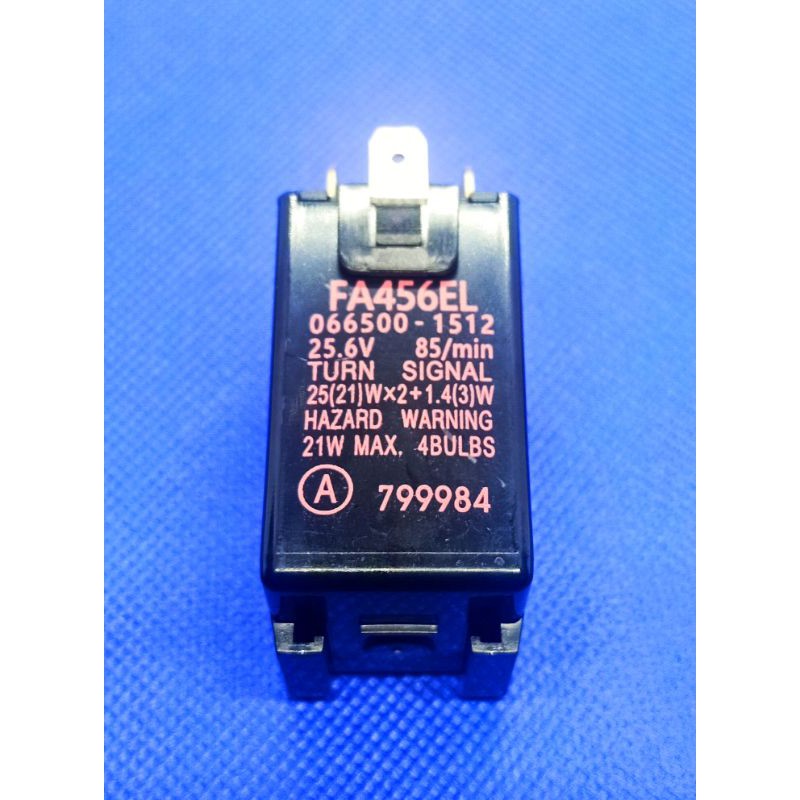 FA456EL
066500-1512
25.6V 85/min
TURN SIGNAL
25(21)W×2+1.4(3)W
HAZARD WARNING
21W MAX. 4BULBS
A 799984